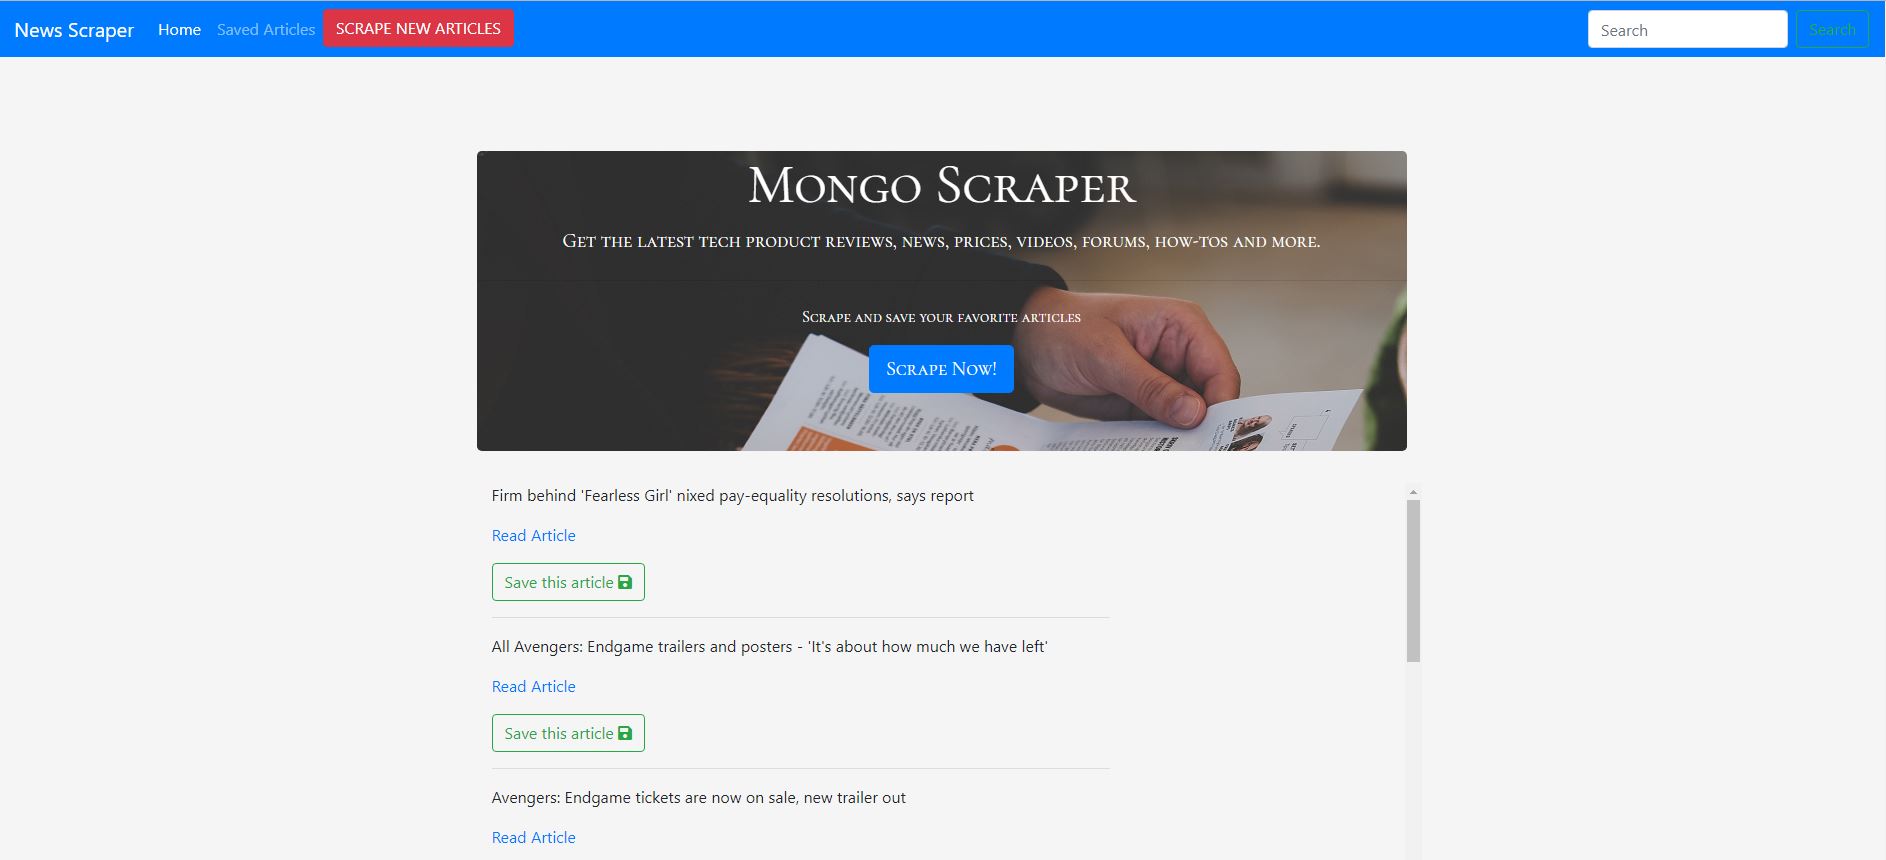 News Scraper Home Saved Articles SCRAPE NEW ARTICLES Search Search
Mongo Scraper
Get the latest tech product reviews, news, prices, videos, forums, how-tos and more.
Scrape and save your favorite articles
Scrape Now!
Firm behind 'Fearless Girl' nixed pay-equality resolutions, says report
Read Article
Save this article
All Avengers: Endgame trailers and posters - 'It's about how much we have left'
Read Article
Save this article
Avengers: Endgame tickets are now on sale, new trailer out
Read Article